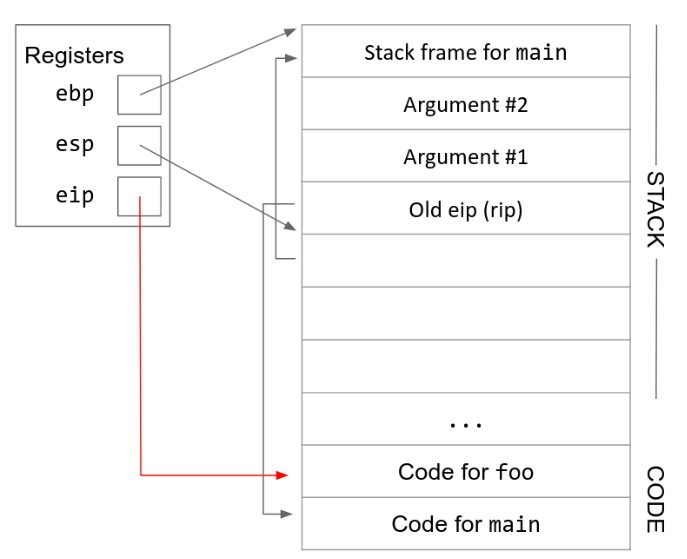 Registers
ebp
esp
eip
Stack frame for main
Argument #2
Argument #1
Old eip (rip)
...
Code for foo
Code for main
STACK
CODE